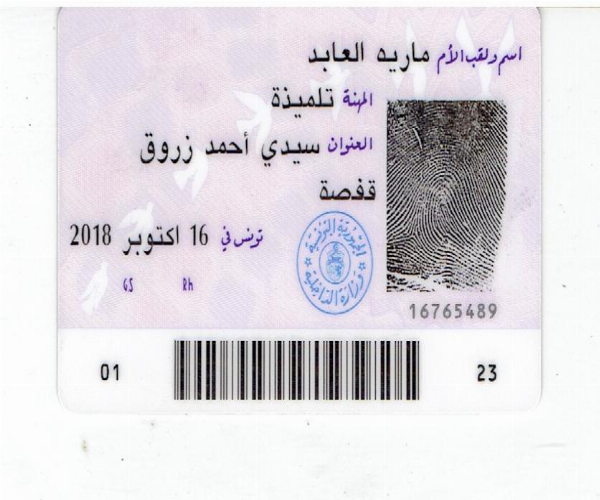 اسم ولقب الأم ماريه العابد
المهنة تلميذة
العنوان سيدي أحمد زروق
قفصة
تونس في 16 اكتوبر 2018
GS Rh
الجمهورية التونسية
وزارة الداخلية
16765489
01 23